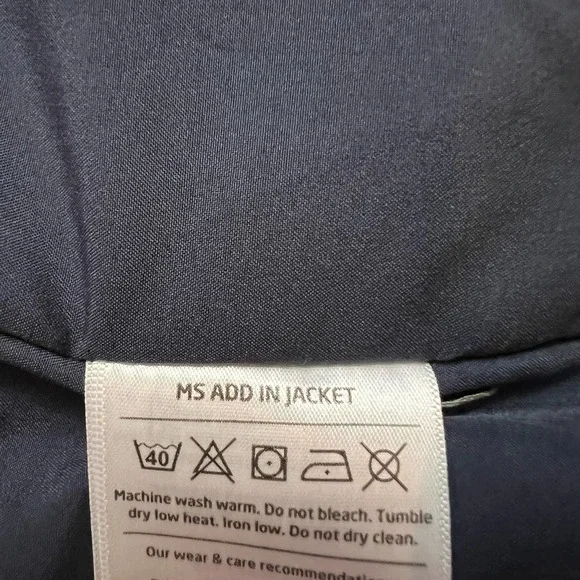 MS ADD IN JACKET
40
Machine wash warm. Do not bleach. Tumble
dry low heat. Iron low. Do not dry clean.
Our wear & care recommendation